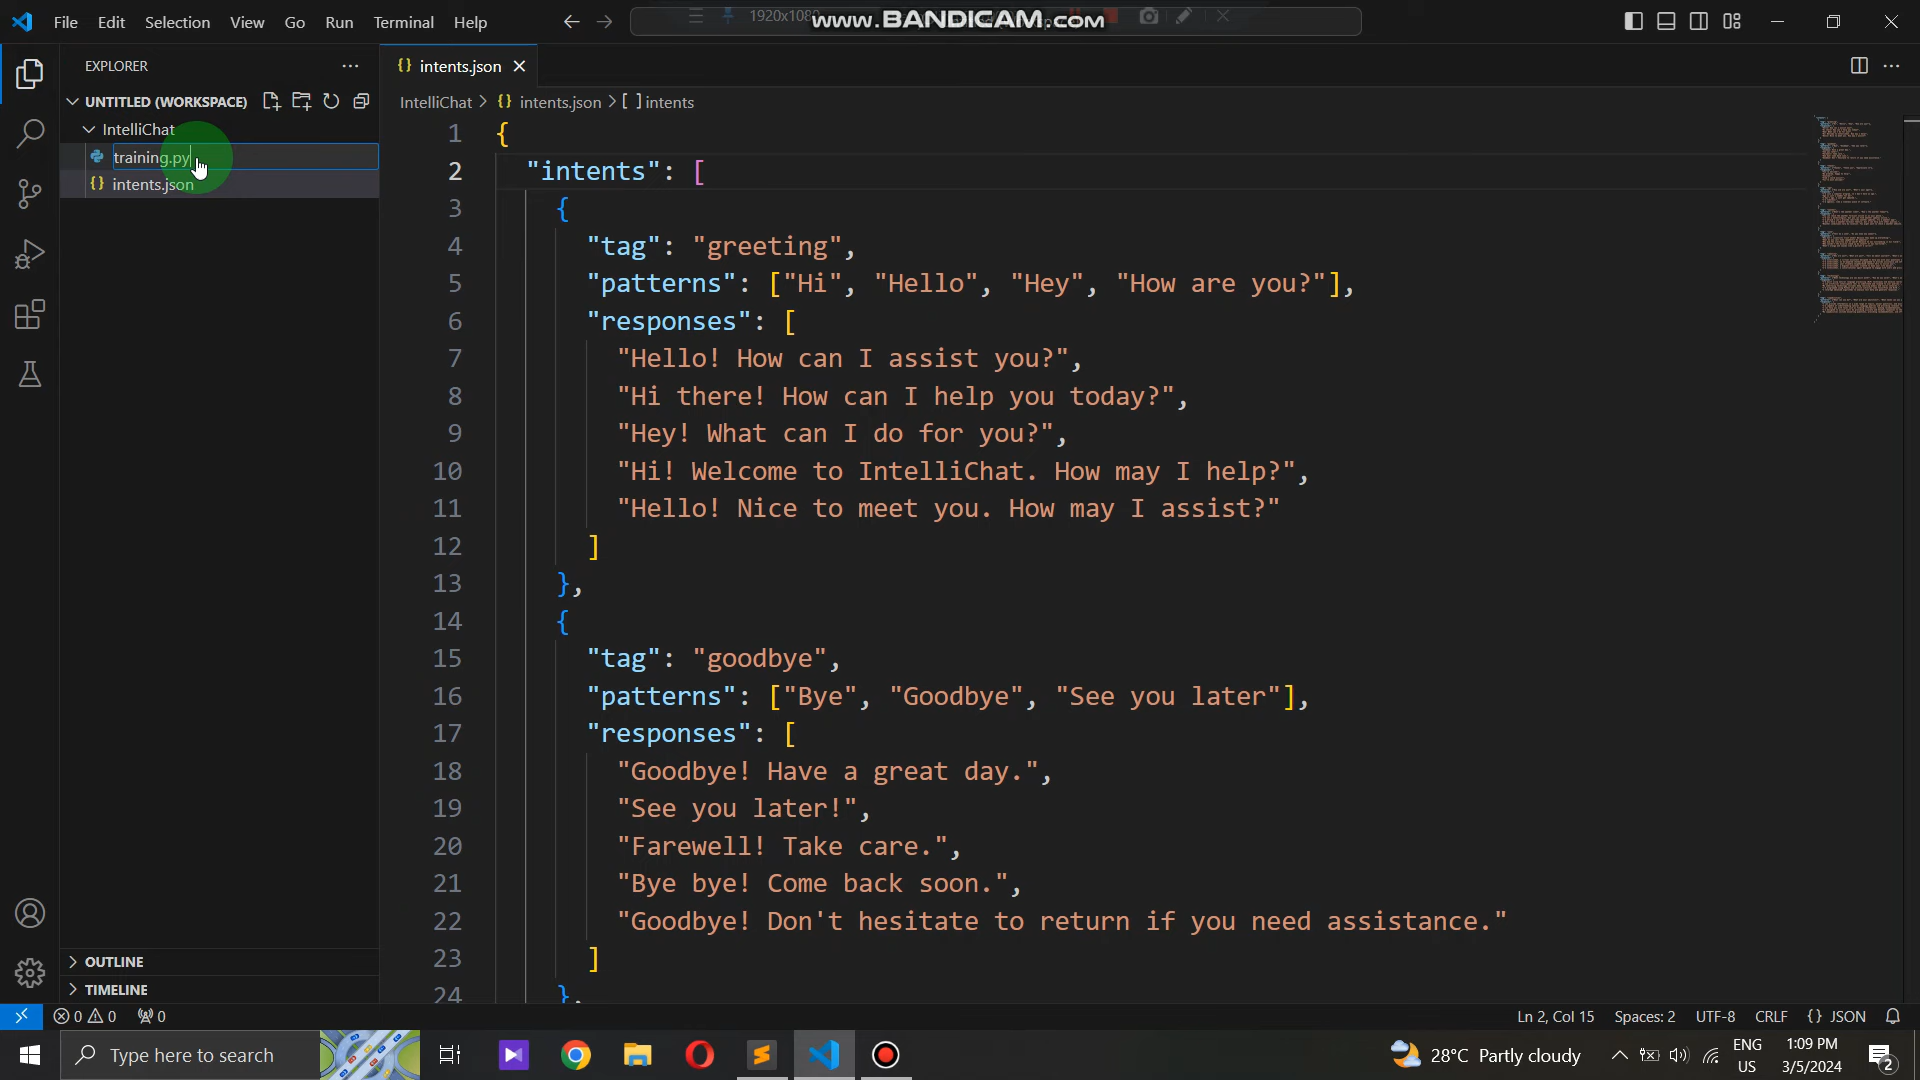 File Edit Selection View Go Run Terminal Help
1920x1080
www.BANDICAM.com
EXPLORER
UNTITLED (WORKSPACE)
IntelliChat
training.py
intents.json
OUTLINE
TIMELINE
intents.json
IntelliChat > {} intents.json > [ ] intents
1 {
2 "intents": [
3 {
4 "tag": "greeting",
5 "patterns": ["Hi", "Hello", "Hey", "How are you?"],
6 "responses": [
7 "Hello! How can I assist you?",
8 "Hi there! How can I help you today?",
9 "Hey! What can I do for you?",
10 "Hi! Welcome to IntelliChat. How may I help?",
11 "Hello! Nice to meet you. How may I assist?"
12 ]
13 },
14 {
15 "tag": "goodbye",
16 "patterns": ["Bye", "Goodbye", "See you later"],
17 "responses": [
18 "Goodbye! Have a great day.",
19 "See you later!",
20 "Farewell! Take care.",
21 "Bye bye! Come back soon.",
22 "Goodbye! Don't hesitate to return if you need assistance."
23 ]
24 },
0 0 0
Ln 2, Col 15 Spaces: 2 UTF-8 CRLF {} JSON
Type here to search
28°C Partly cloudy
ENG
US
1:09 PM
3/5/2024
2